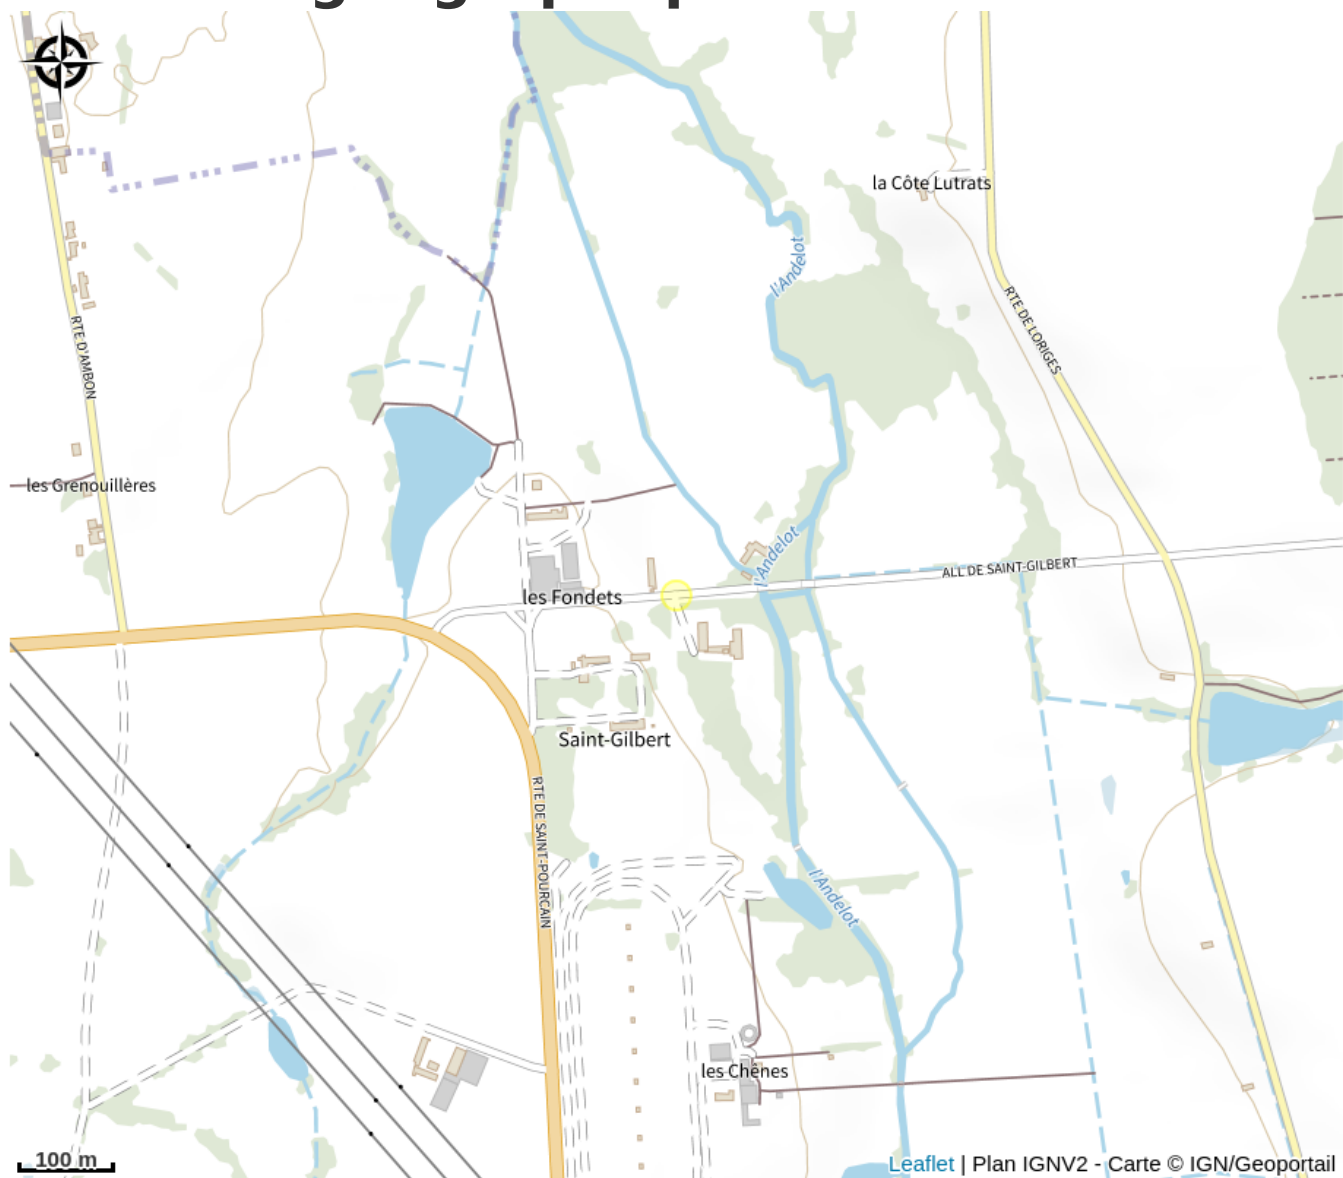 la Côte Lutrats
l'Andelot
RTE DE LORIGES
RTE D'AMBON
les Grenouillères
l'Andelot
ALL DE SAINT-GILBERT
les Fondets
Saint-Gilbert
RTE DE SAINT-POURCAIN
l'Andelot
les Chênes
100 m
Leaflet | Plan IGNV2 - Carte © IGN/Geoportail